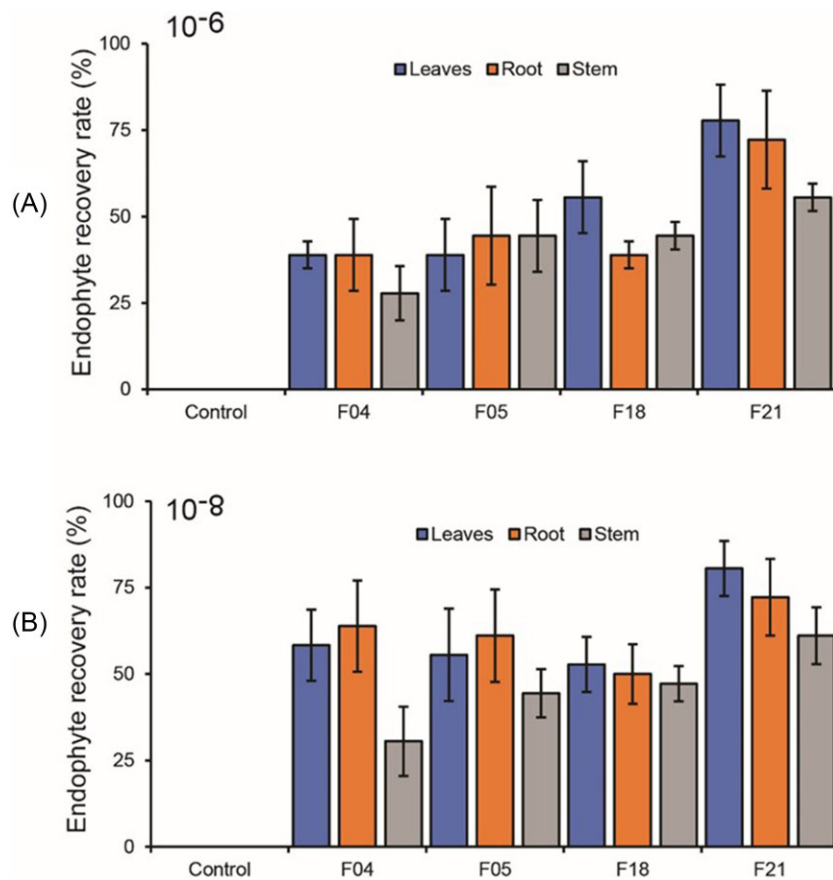 (A)
10-6
Endophyte recovery rate (%)
Leaves Root Stem
100
75
50
25
0
Control F04 F05 F18 F21
(B)
10-8
Endophyte recovery rate (%)
Leaves Root Stem
100
75
50
25
0
Control F04 F05 F18 F21